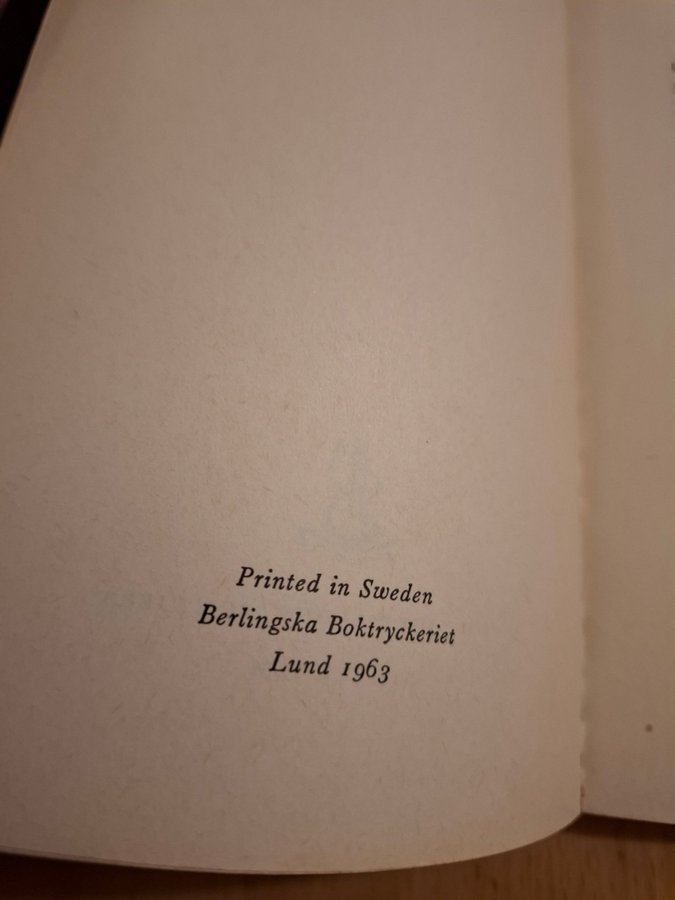 Printed in Sweden
Berlingska Boktryckeriet
Lund 1963